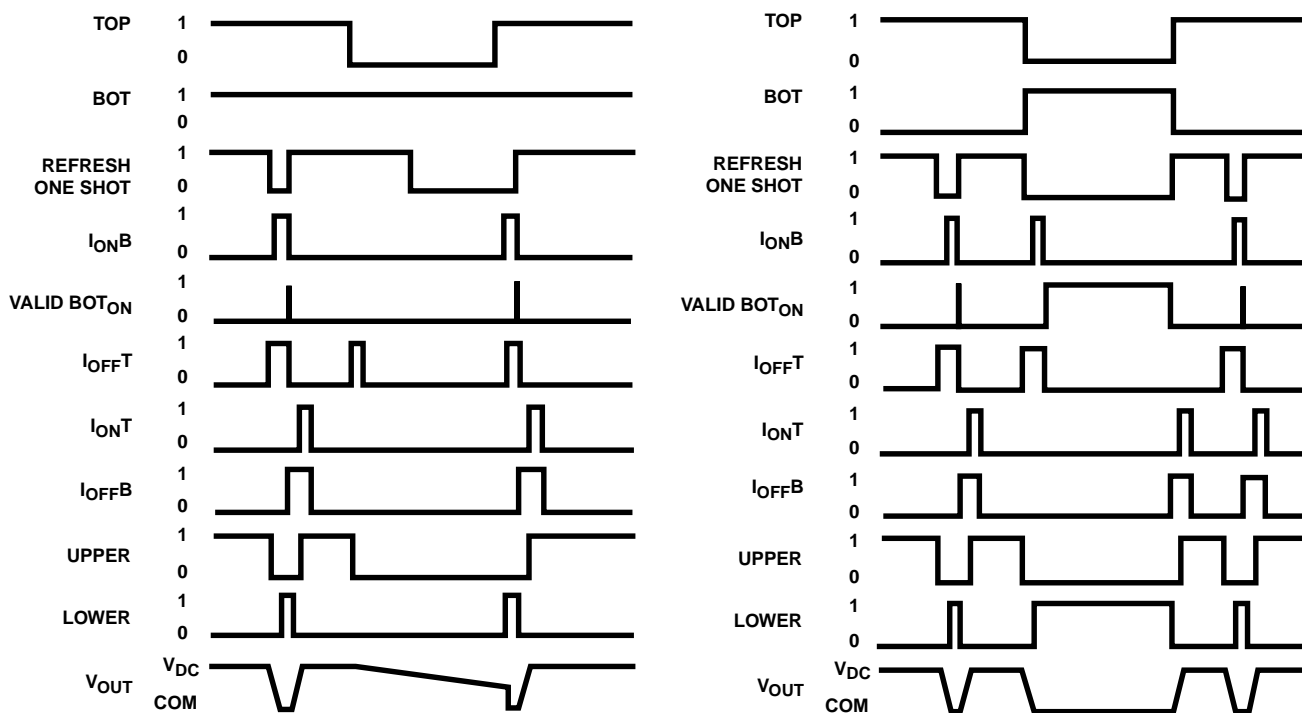 TOP
1
0
BOT
1
0
REFRESH
ONE SHOT
1
0
IONB
1
0
VALID BOTON
1
0
IOFFT
1
0
IONT
1
0
IOFFB
1
0
UPPER
1
0
LOWER
1
0
VOUT
VDC
COM
TOP
1
0
BOT
1
0
REFRESH
ONE SHOT
1
0
IONB
1
0
VALID BOTON
1
0
IOFFT
1
0
IONT
1
0
IOFFB
1
0
UPPER
1
0
LOWER
1
0
VOUT
VDC
COM